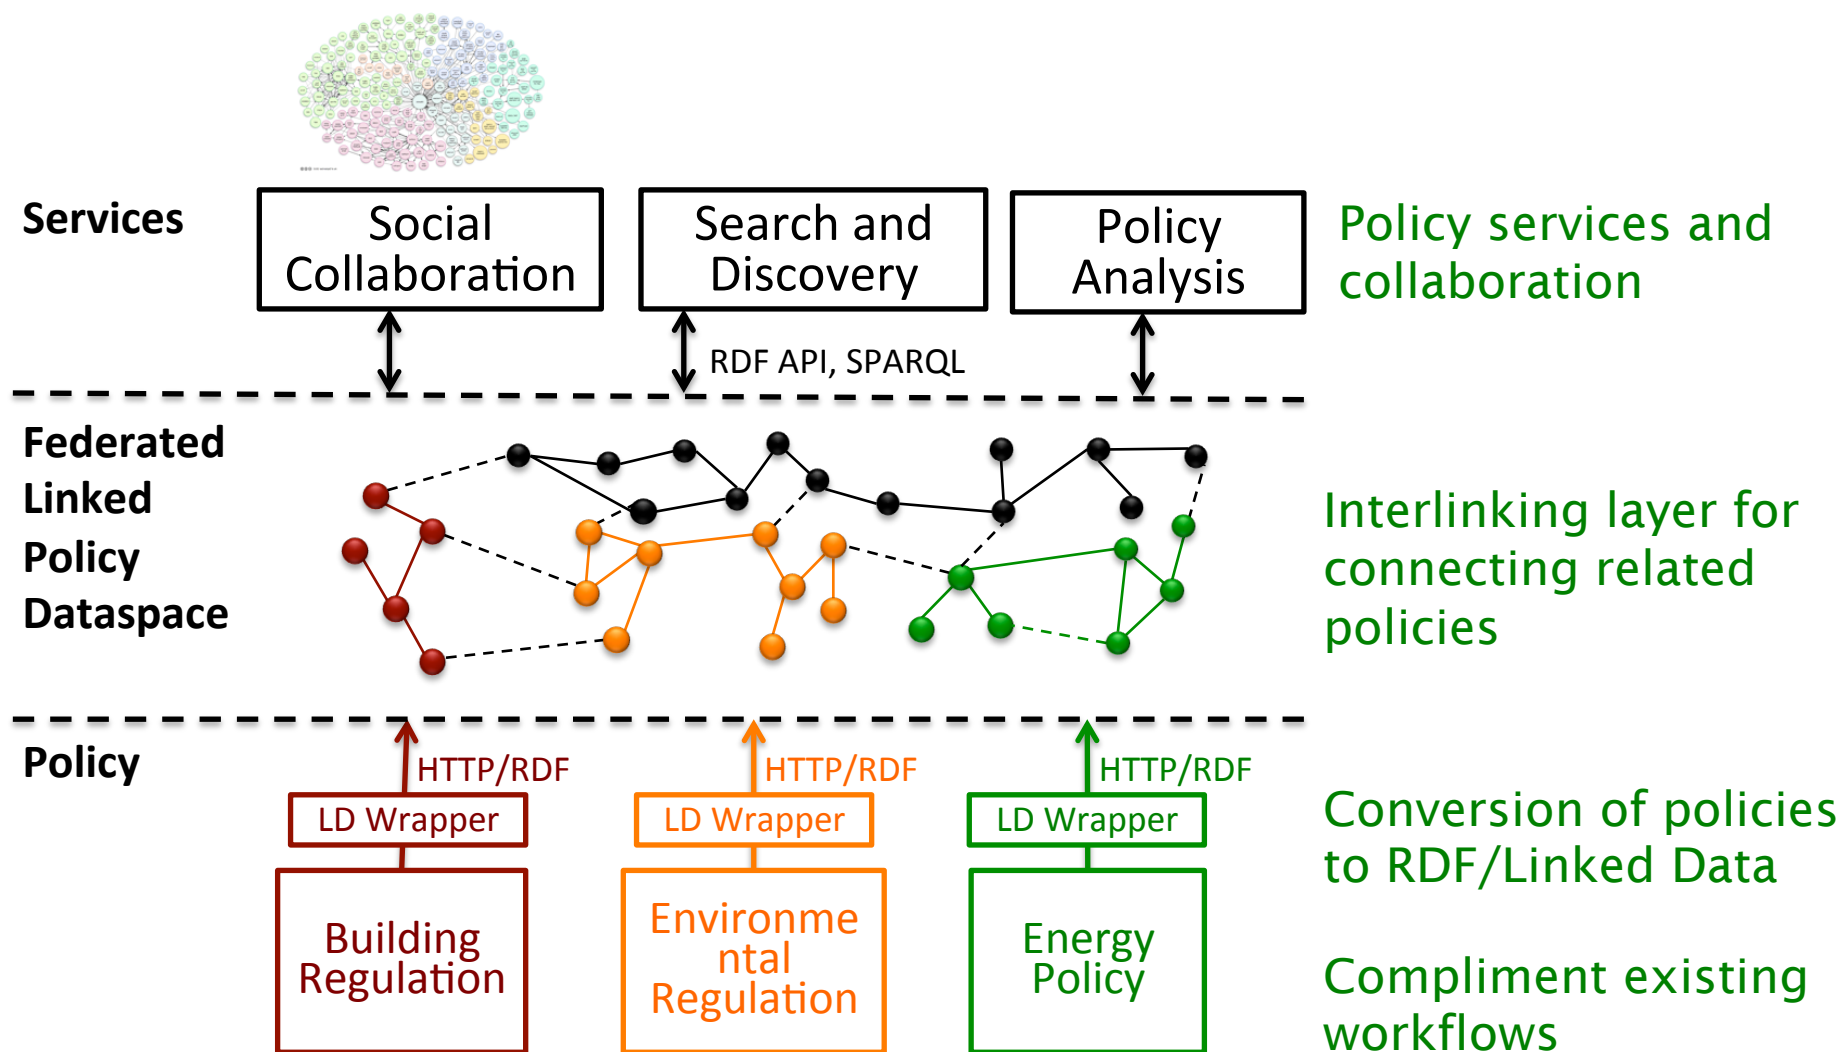 Services
Social
Collaboration
Search and
Discovery
Policy
Analysis
Policy services and
collaboration
RDF API, SPARQL
Federated
Linked
Policy
Dataspace
Interlinking layer for
connecting related
policies
Policy
HTTP/RDF
HTTP/RDF
HTTP/RDF
LD Wrapper
LD Wrapper
LD Wrapper
Conversion of policies
to RDF/Linked Data
Building
Regulation
Environme
ntal
Regulation
Energy
Policy
Compliment existing
workflows